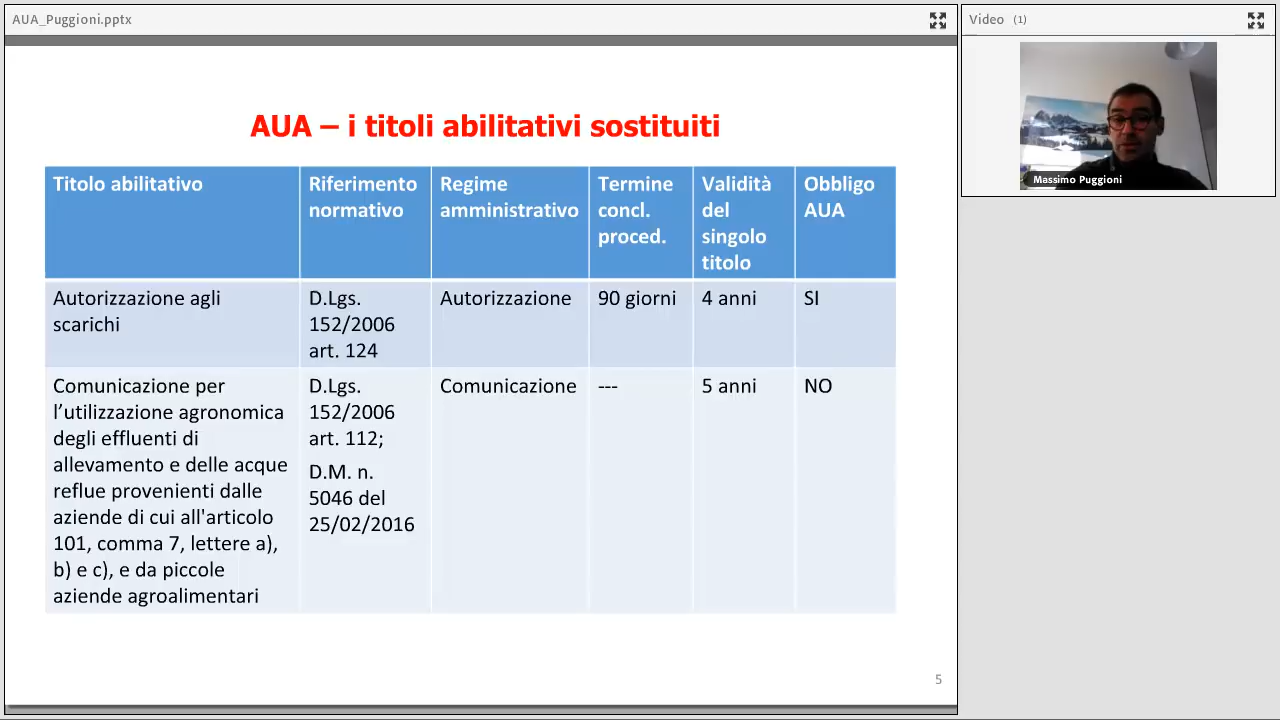 AUA_Puggioni.pptx
Video (1)
Massimo Puggioni
AUA – i titoli abilitativi sostituiti
Titolo abilitativo
Riferimento
normativo
Regime
amministrativo
Termine
concl.
proced.
Validità
del
singolo
titolo
Obbligo
AUA
Autorizzazione agli
scarichi
D.Lgs.
152/2006
art. 124
Autorizzazione
90 giorni
4 anni
SI
Comunicazione per
l’utilizzazione agronomica
degli effluenti di
allevamento e delle acque
reflue provenienti dalle
aziende di cui all'articolo
101, comma 7, lettere a),
b) e c), e da piccole
aziende agroalimentari
D.Lgs.
152/2006
art. 112;
D.M. n.
5046 del
25/02/2016
Comunicazione
---
5 anni
NO
5